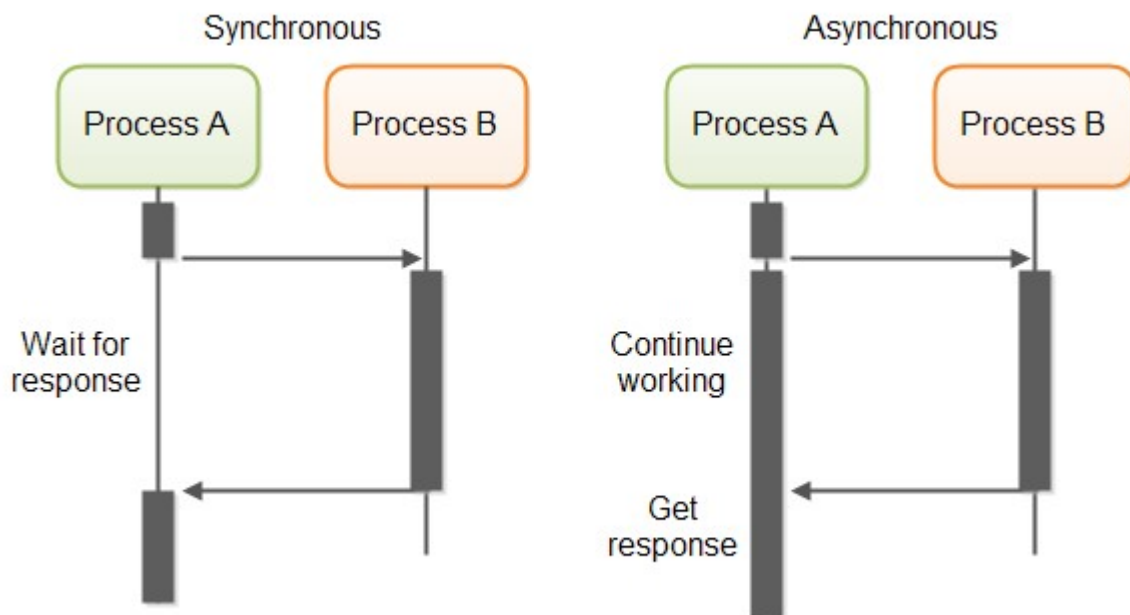 Synchronous
Asynchronous
Process A
Process B
Process A
Process B
Wait for
response
Continue
working
Get
response